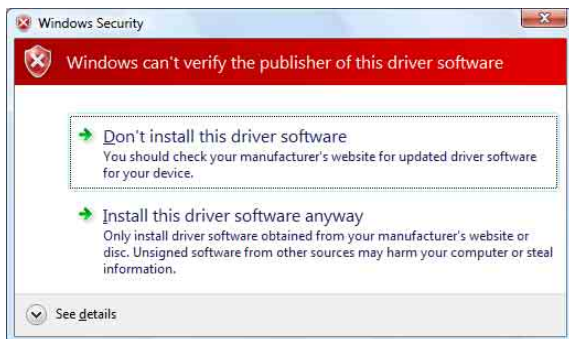 Windows Security
Windows can't verify the publisher of this driver software
Don't install this driver software
You should check your manufacturer's website for updated driver software
for your device.
Install this driver software anyway
Only install driver software obtained from your manufacturer's website or
disc. Unsigned software from other sources may harm your computer or steal
information.
See details